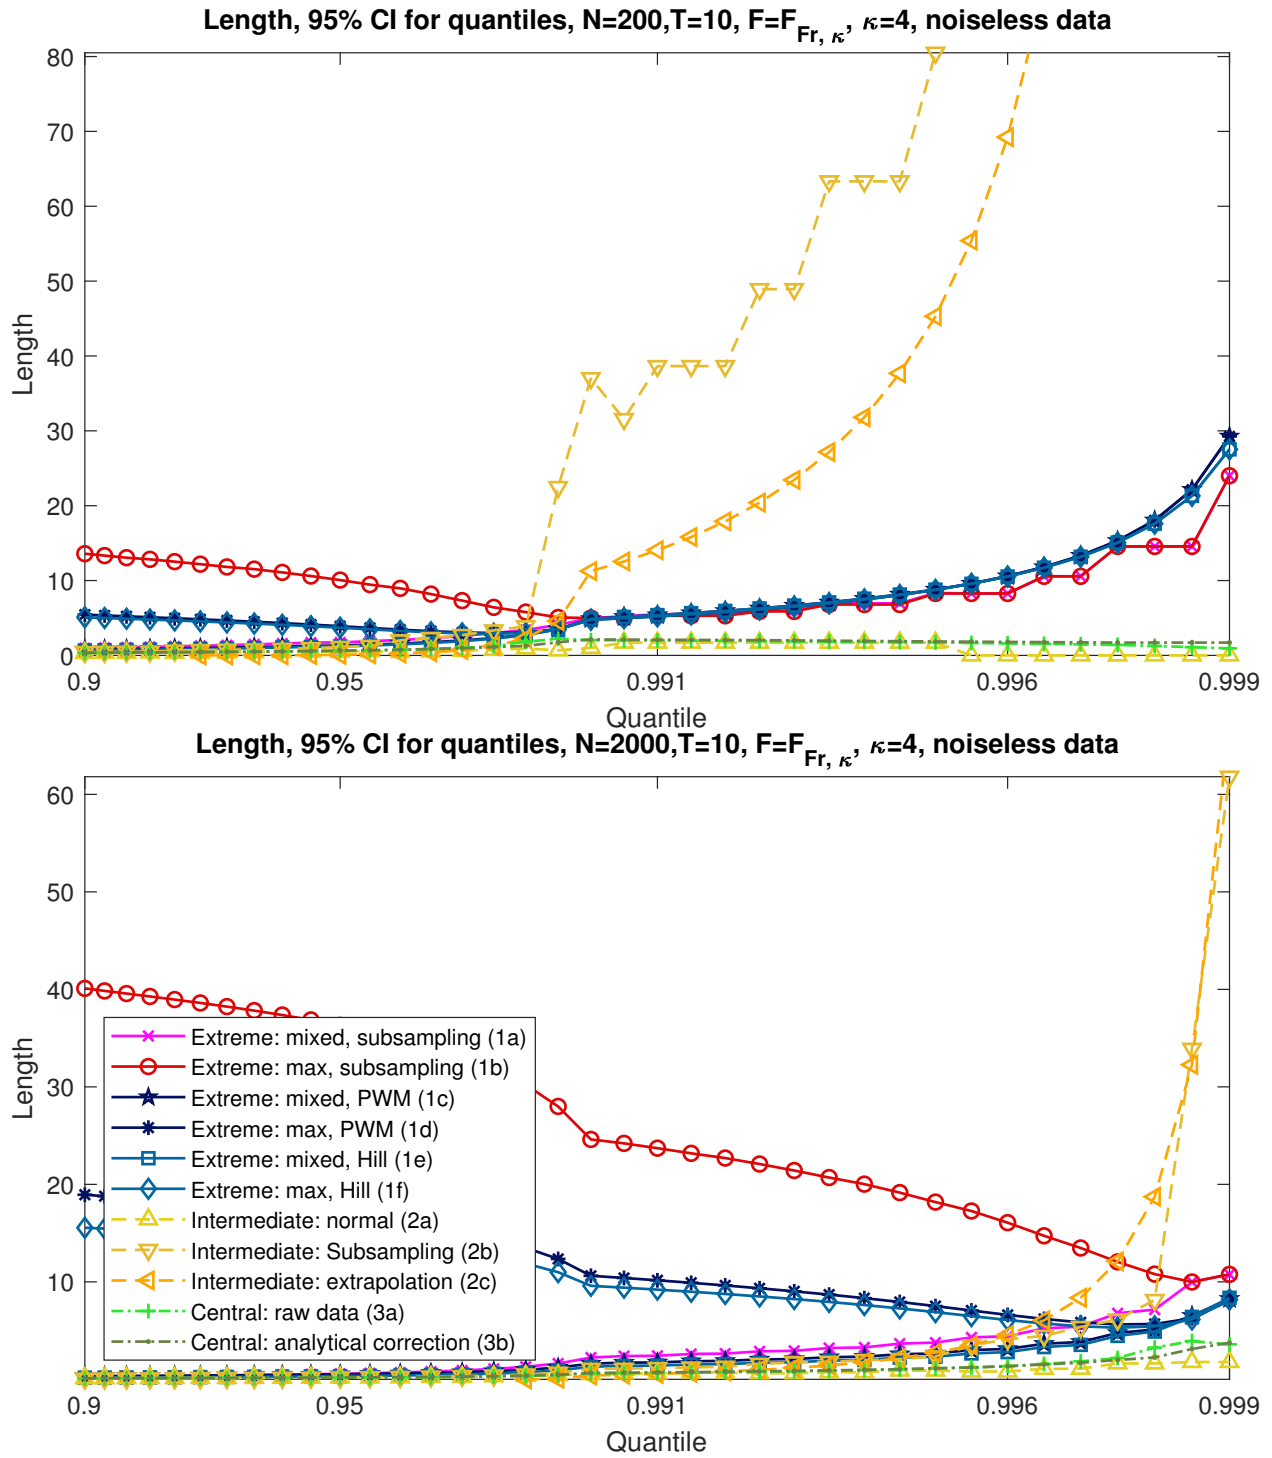 Length, 95% CI for quantiles, N=200,T=10, F=F_Fr, κ, κ=4, noiseless data
80
70
60
50
40
30
20
10
0
Length
0.9 0.95 0.991 0.996 0.999
Quantile
Length, 95% CI for quantiles, N=2000,T=10, F=F_Fr, κ, κ=4, noiseless data
60
50
40
30
20
10
Length
Extreme: mixed, subsampling (1a)
Extreme: max, subsampling (1b)
Extreme: mixed, PWM (1c)
Extreme: max, PWM (1d)
Extreme: mixed, Hill (1e)
Extreme: max, Hill (1f)
Intermediate: normal (2a)
Intermediate: Subsampling (2b)
Intermediate: extrapolation (2c)
Central: raw data (3a)
Central: analytical correction (3b)
0.9 0.95 0.991 0.996 0.999
Quantile